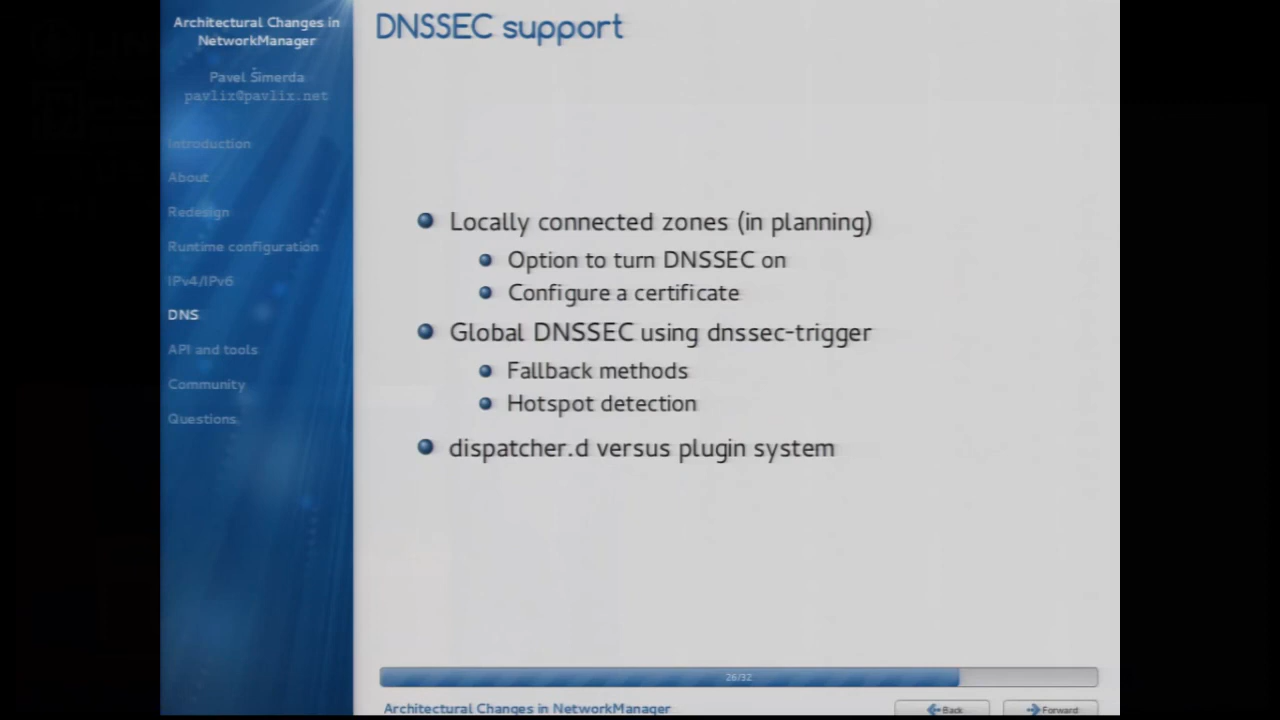 Architectural Changes in
NetworkManager
Pavel Šimerda
pavlix@pavlix.net
Introduction
About
Redesign
Runtime configuration
IPv4/IPv6
DNS
API and tools
Community
Questions
DNSSEC support
Locally connected zones (in planning)
Option to turn DNSSEC on
Configure a certificate
Global DNSSEC using dnssec-trigger
Fallback methods
Hotspot detection
dispatcher.d versus plugin system
26/32
Architectural Changes in NetworkManager
Back
Forward